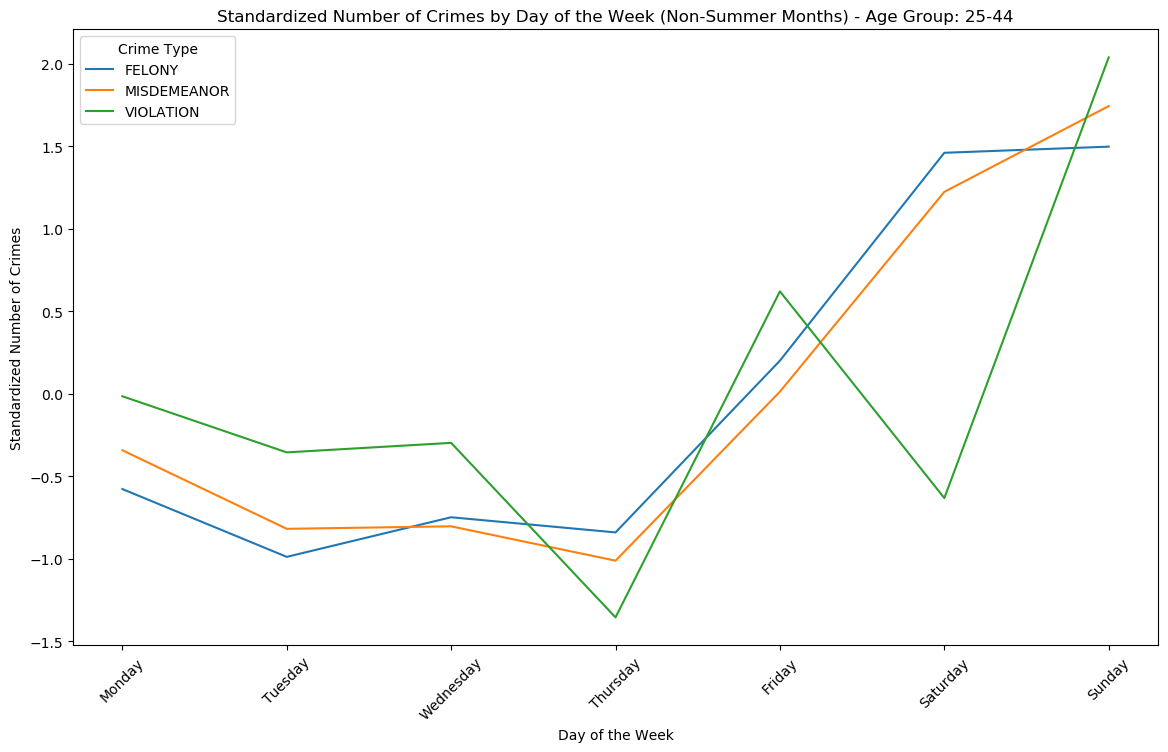 Standardized Number of Crimes by Day of the Week (Non-Summer Months) - Age Group: 25-44
Crime Type
FELONY
MISDEMEANOR
VIOLATION
Standardized Number of Crimes
2.0
1.5
1.0
0.5
0.0
−0.5
−1.0
−1.5
Monday
Tuesday
Wednesday
Thursday
Friday
Saturday
Sunday
Day of the Week